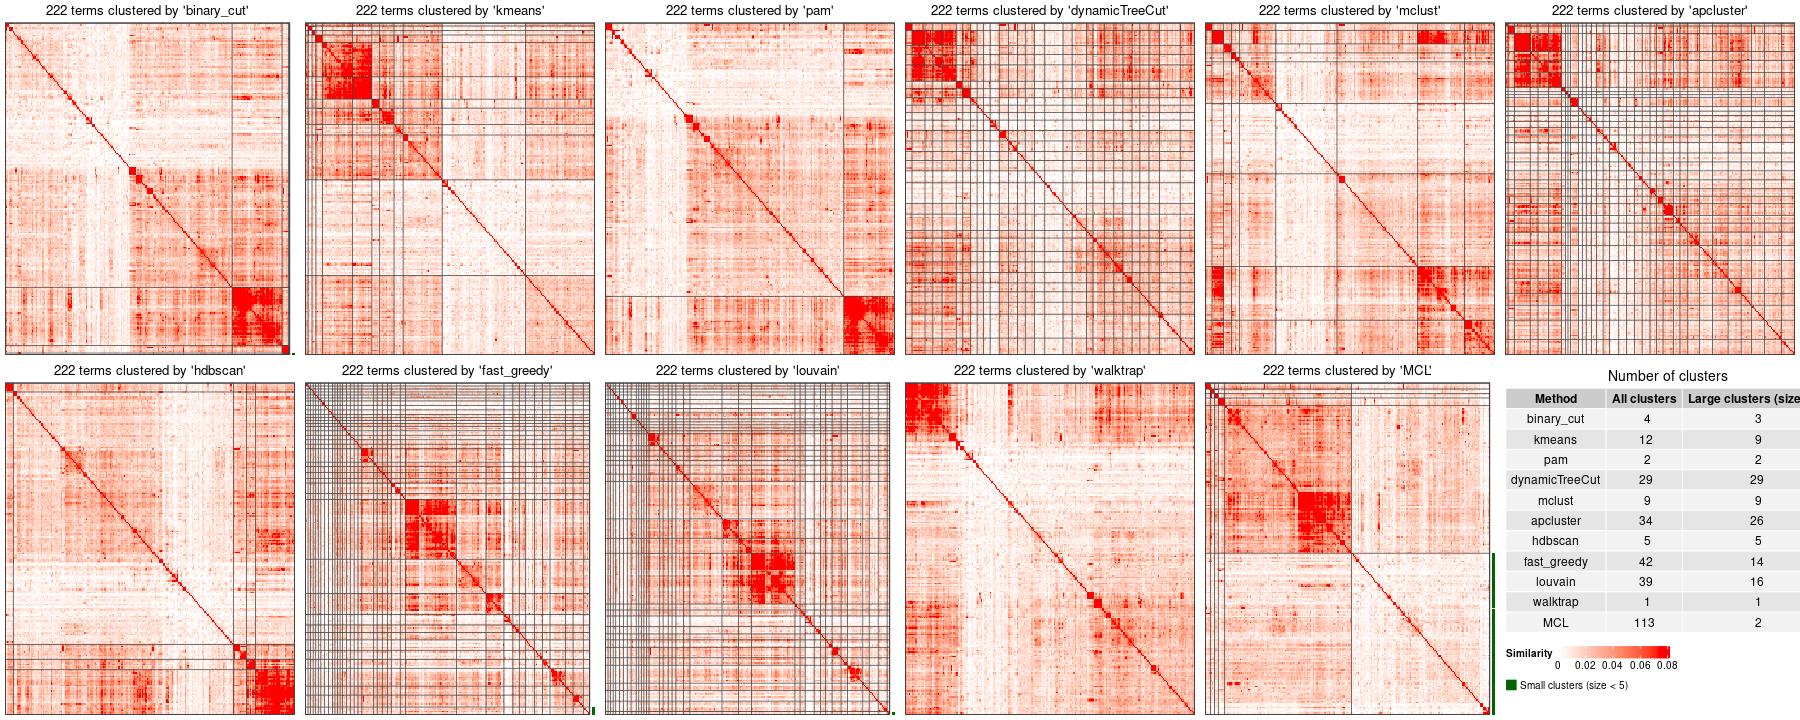 222 terms clustered by 'binary_cut'
222 terms clustered by 'kmeans'
222 terms clustered by 'pam'
222 terms clustered by 'dynamicTreeCut'
222 terms clustered by 'mclust'
222 terms clustered by 'apcluster'
222 terms clustered by 'hdbscan'
222 terms clustered by 'fast_greedy'
222 terms clustered by 'louvain'
222 terms clustered by 'walktrap'
222 terms clustered by 'MCL'
Number of clusters
Method All clusters Large clusters (size
binary_cut 4 3
kmeans 12 9
pam 2 2
dynamicTreeCut 29 29
mclust 9 9
apcluster 34 26
hdbscan 5 5
fast_greedy 42 14
louvain 39 16
walktrap 1 1
MCL 113 2
Similarity
0 0.02 0.04 0.06 0.08
Small clusters (size < 5)